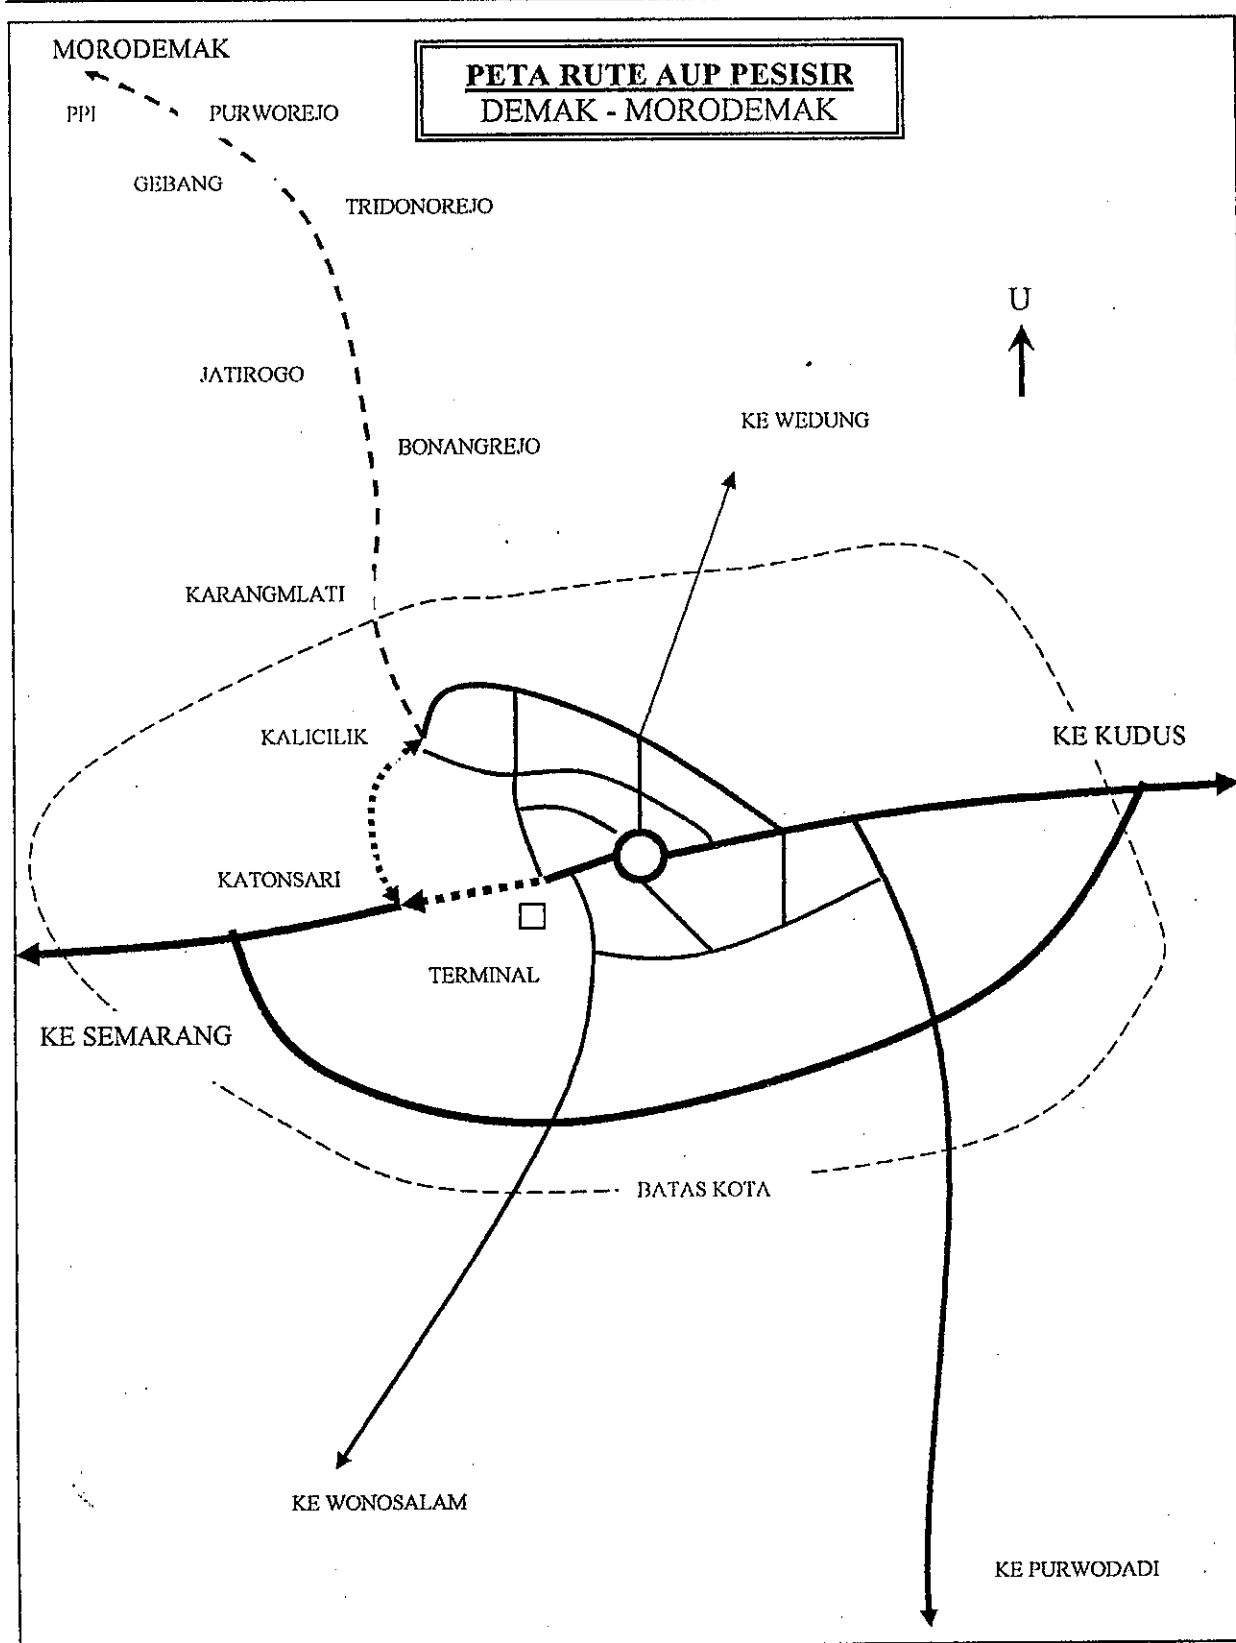 MORODEMAK
PETA RUTE AUP PESISIR
DEMAK - MORODEMAK
PPI
PURWOREJO
GEBANG
TRIDONOREJO
U
JATIROGO
KE WEDUNG
BONANGREJO
KARANGMLATI
KALICILIK
KE KUDUS
KATONSARI
TERMINAL
KE SEMARANG
BATAS KOTA
KE WONOSALAM
KE PURWODADI